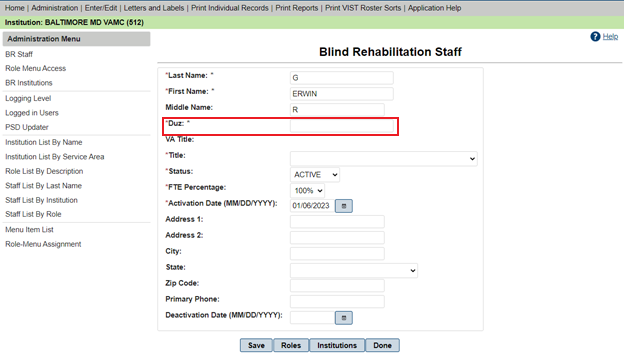 Home | Administration | Enter/Edit | Letters and Labels | Print Individual Records | Print Reports | Print VIST Roster Sorts | Application Help
Institution: BALTIMORE MD VAMC (512)
Administration Menu
BR Staff
Role Menu Access
BR Institutions
Logging Level
Logged in Users
PSD Updater
Institution List By Name
Institution List By Service Area
Role List By Description
Staff List By Last Name
Staff List By Institution
Staff List By Role
Menu Item List
Role-Menu Assignment
? Help
Blind Rehabilitation Staff
*Last Name: * G
*First Name: * ERWIN
Middle Name: R
*Duz: *
VA Title:
*Title:
*Status: ACTIVE
*FTE Percentage: 100%
*Activation Date (MM/DD/YYYY): 01/06/2023
Address 1:
Address 2:
City:
State:
Zip Code:
Primary Phone:
Deactivation Date (MM/DD/YYYY):
Save Roles Institutions Done